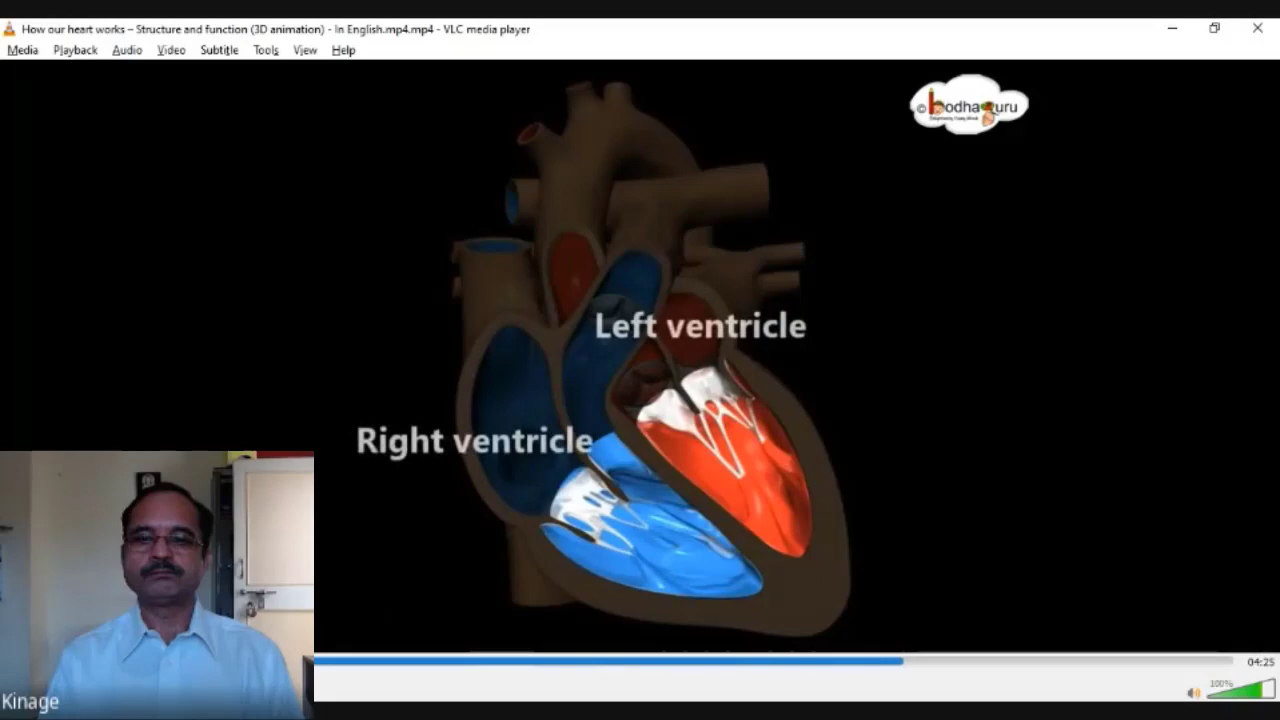 How our heart works – Structure and function (3D animation) - In English.mp4.mp4 - VLC media player
Media Playback Audio Video Subtitle Tools View Help
© bodhaguru
Left ventricle
Right ventricle
04:25
100%
Kinage